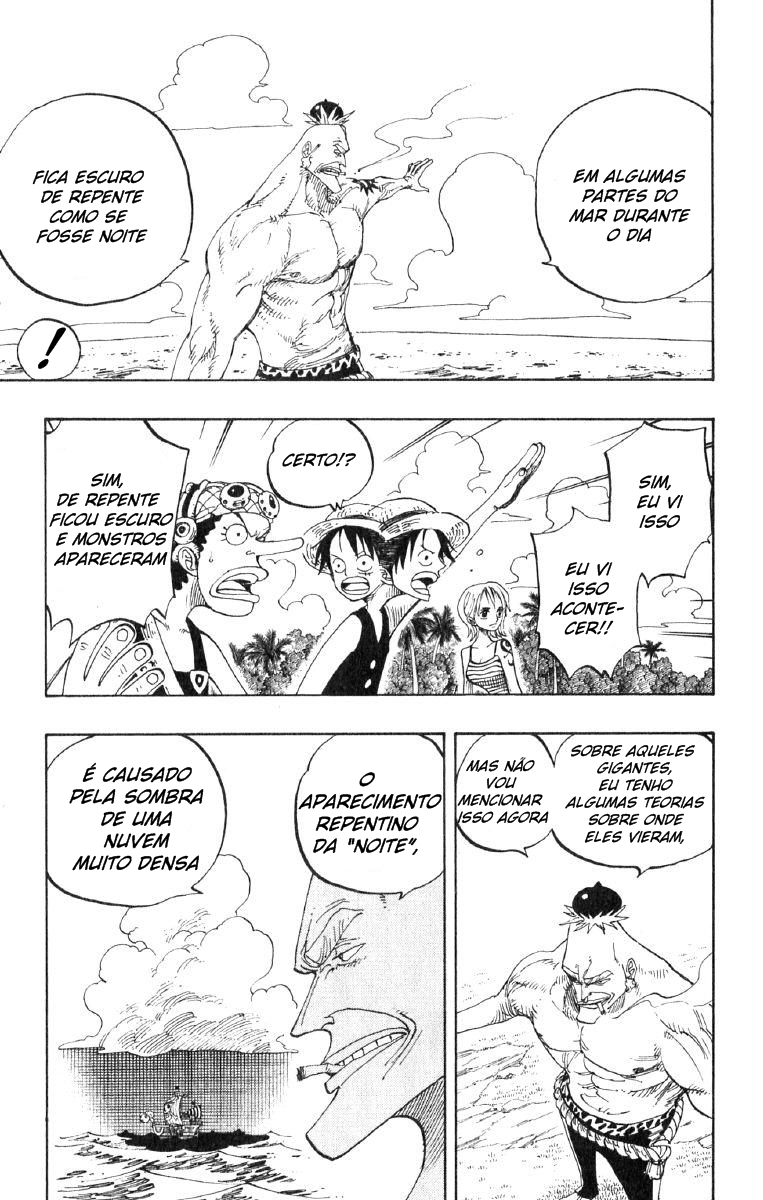 EM ALGUMAS
PARTES DO
MAR DURANTE
O DIA
FICA ESCURO
DE REPENTE
COMO SE
FOSSE NOITE
!
SIM,
EU VI
ISSO
EU VI
ISSO
ACONTE-
CER!!
CERTO!?
SIM,
DE REPENTE
FICOU ESCURO
E MONSTROS
APARECERAM
SOBRE AQUELES
GIGANTES,
EU TENHO
ALGUMAS TEORIAS
SOBRE ONDE
ELES VIERAM,
MAS NÃO
VOU
MENCIONAR
ISSO AGORA
O
APARECIMENTO
REPENTINO
DA "NOITE",
É CAUSADO
PELA SOMBRA
DE UMA
NUVEM
MUITO DENSA